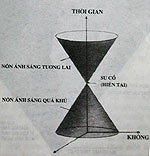 THỜI GIAN
NÓN ÁNH SÁNG TƯƠNG LAI
SỰ CỐ
(HIỆN TẠI)
NÓN ÁNH SÁNG QUÁ KHỨ
KHÔNG